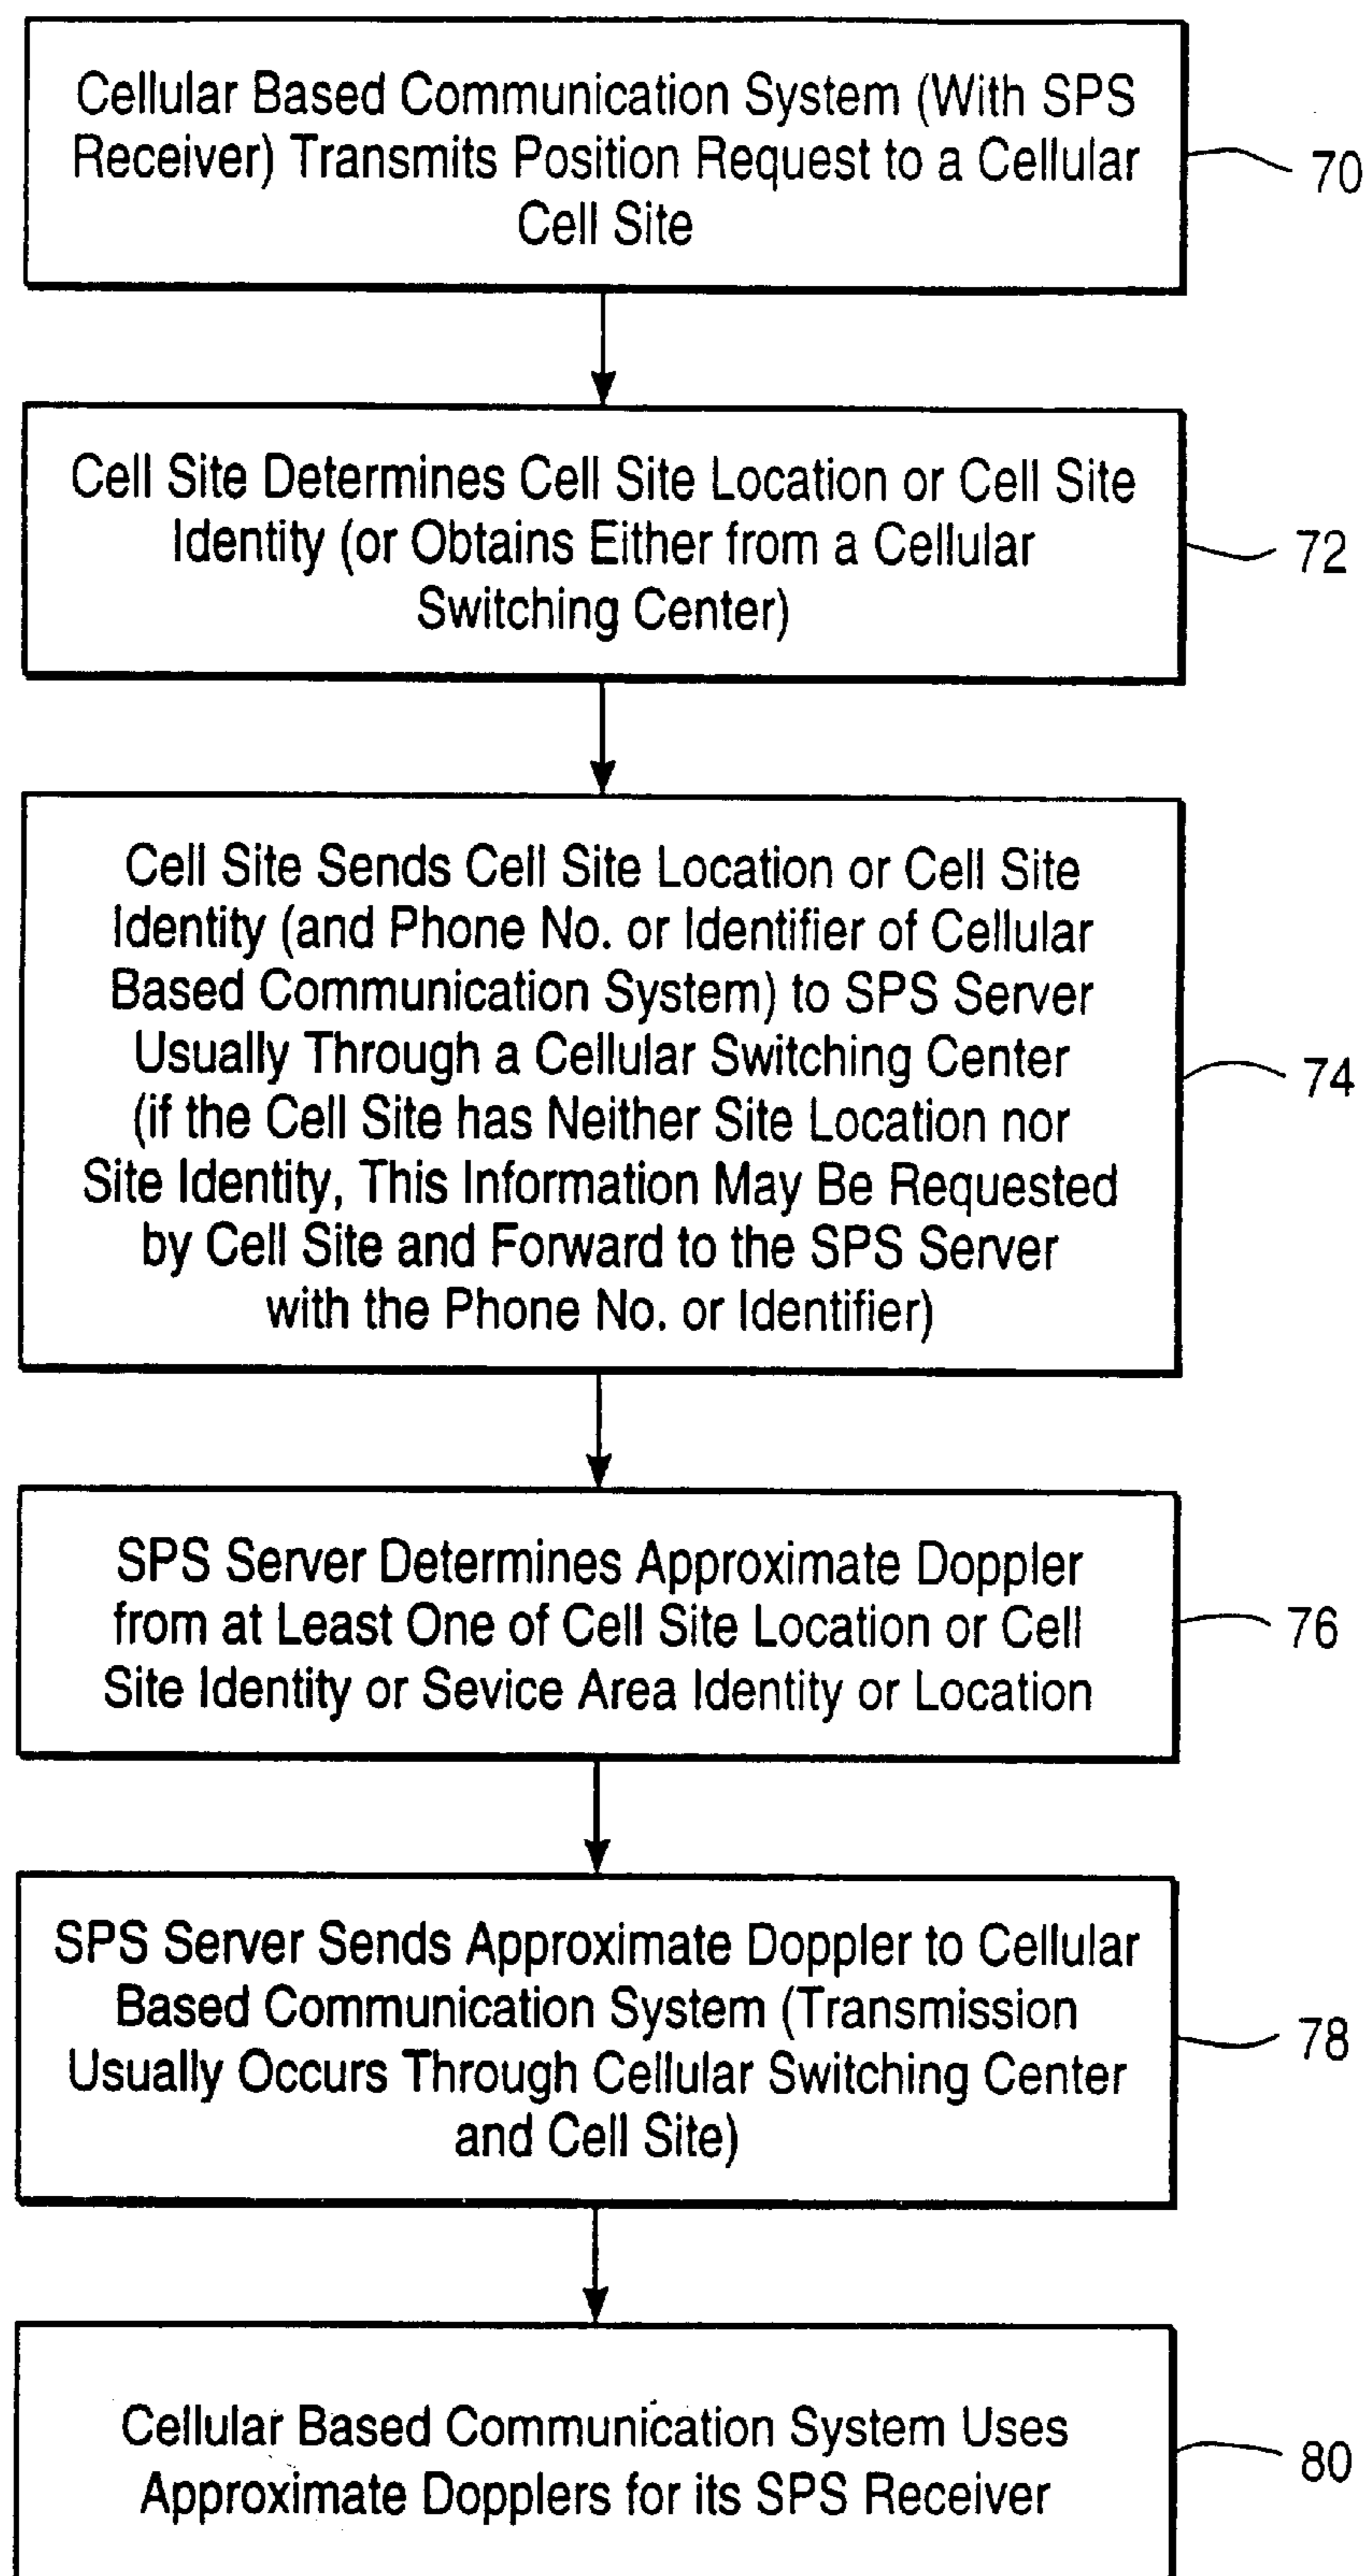 Cellular Based Communication System (With SPS
Receiver) Transmits Position Request to a Cellular
Cell Site
70
Cell Site Determines Cell Site Location or Cell Site
Identity (or Obtains Either from a Cellular
Switching Center)
72
Cell Site Sends Cell Site Location or Cell Site
Identity (and Phone No. or Identifier of Cellular
Based Communication System) to SPS Server
Usually Through a Cellular Switching Center
(if the Cell Site has Neither Site Location nor
Site Identity, This Information May Be Requested
by Cell Site and Forward to the SPS Server
with the Phone No. or Identifier)
74
SPS Server Determines Approximate Doppler
from at Least One of Cell Site Location or Cell
Site Identity or Sevice Area Identity or Location
76
SPS Server Sends Approximate Doppler to Cellular
Based Communication System (Transmission
Usually Occurs Through Cellular Switching Center
and Cell Site)
78
Cellular Based Communication System Uses
Approximate Dopplers for its SPS Receiver
80